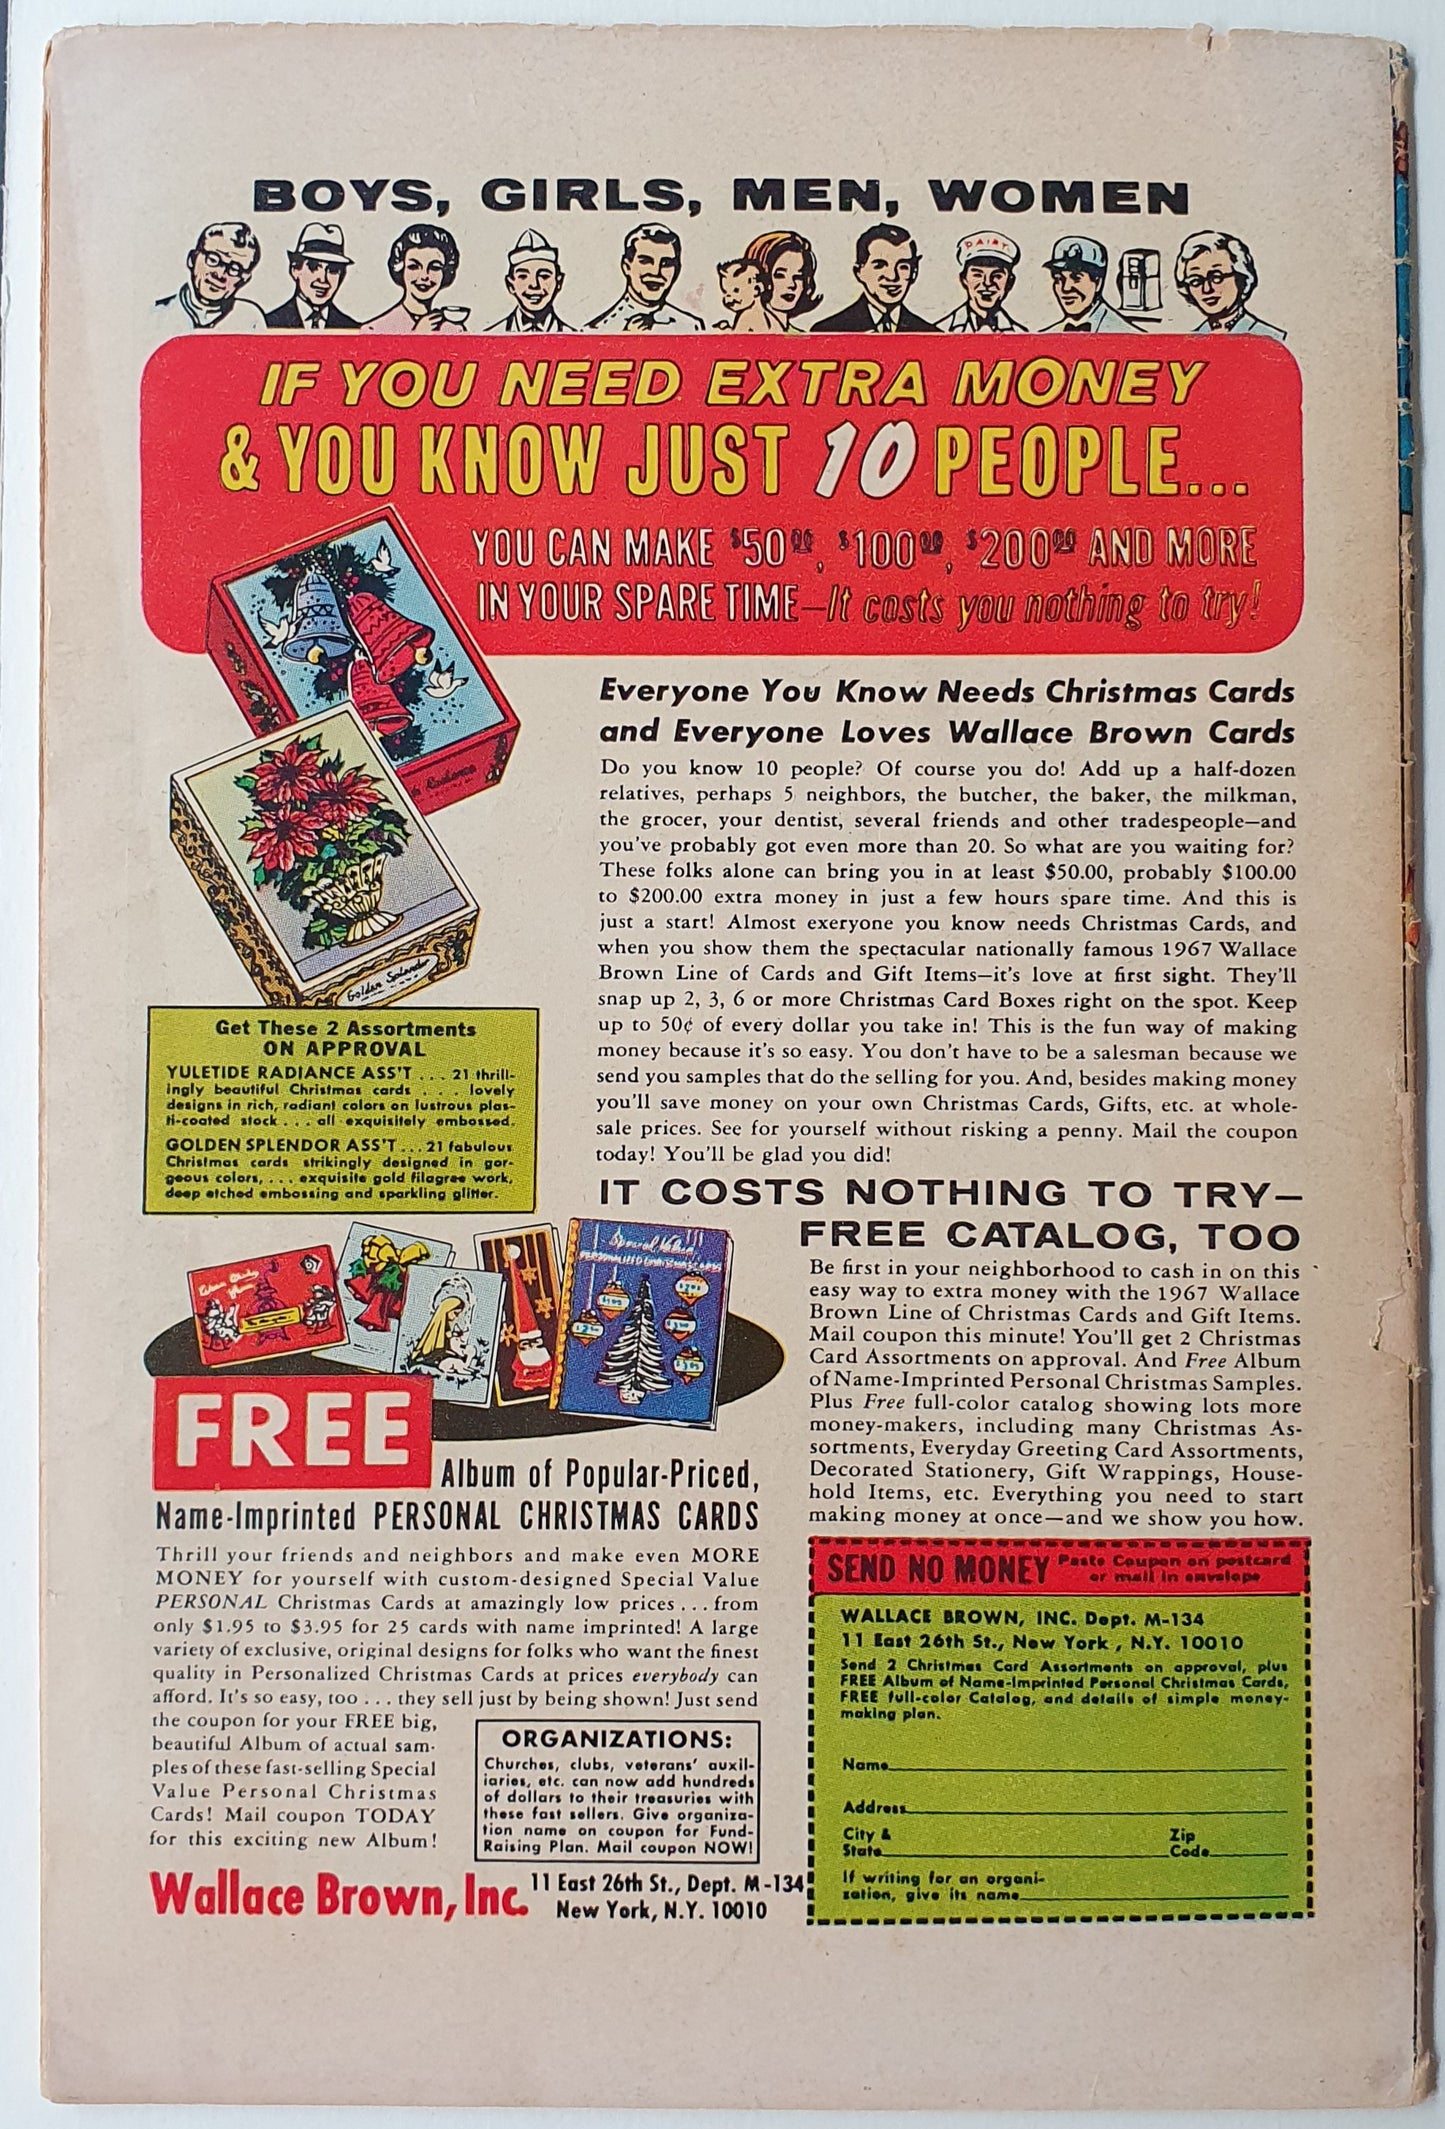 BOYS, GIRLS, MEN, WOMEN
DAIRY
IF YOU NEED EXTRA MONEY
& YOU KNOW JUST 10 PEOPLE...
YOU CAN MAKE $50.00, $100.00, $200.00 AND MORE
IN YOUR SPARE TIME—It costs you nothing to try!
Radiance
Golden Splendor
Everyone You Know Needs Christmas Cards
and Everyone Loves Wallace Brown Cards
Do you know 10 people? Of course you do! Add up a half-dozen
relatives, perhaps 5 neighbors, the butcher, the baker, the milkman,
the grocer, your dentist, several friends and other tradespeople—and
you've probably got even more than 20. So what are you waiting for?
These folks alone can bring you in at least $50.00, probably $100.00
to $200.00 extra money in just a few hours spare time. And this is
just a start! Almost exeryone you know needs Christmas Cards, and
when you show them the spectacular nationally famous 1967 Wallace
Brown Line of Cards and Gift Items—it's love at first sight. They'll
snap up 2, 3, 6 or more Christmas Card Boxes right on the spot. Keep
up to 50¢ of every dollar you take in! This is the fun way of making
money because it's so easy. You don't have to be a salesman because we
send you samples that do the selling for you. And, besides making money
you'll save money on your own Christmas Cards, Gifts, etc. at whole-
sale prices. See for yourself without risking a penny. Mail the coupon
today! You'll be glad you did!
Get These 2 Assortments
ON APPROVAL
YULETIDE RADIANCE ASS'T . . . 21 thrill-
ingly beautiful Christmas cards . . . lovely
designs in rich, radiant colors on lustrous plas-
ti-coated stock . . . all exquisitely embossed.
GOLDEN SPLENDOR ASS'T . . . 21 fabulous
Christmas cards strikingly designed in gor-
geous colors, . . . exquisite gold filagree work,
deep etched embossing and sparkling glitter.
IT COSTS NOTHING TO TRY—
FREE CATALOG, TOO
Be first in your neighborhood to cash in on this
easy way to extra money with the 1967 Wallace
Brown Line of Christmas Cards and Gift Items.
Mail coupon this minute! You'll get 2 Christmas
Card Assortments on approval. And Free Album
of Name-Imprinted Personal Christmas Samples.
Plus Free full-color catalog showing lots more
money-makers, including many Christmas As-
sortments, Everyday Greeting Card Assortments,
Decorated Stationery, Gift Wrappings, House-
hold Items, etc. Everything you need to start
making money at once—and we show you how.
Special Value
PERSONALIZED CHRISTMAS CARDS
FREE
Album of Popular-Priced,
Name-Imprinted PERSONAL CHRISTMAS CARDS
Thrill your friends and neighbors and make even MORE
MONEY for yourself with custom-designed Special Value
PERSONAL Christmas Cards at amazingly low prices . . . from
only $1.95 to $3.95 for 25 cards with name imprinted! A large
variety of exclusive, original designs for folks who want the finest
quality in Personalized Christmas Cards at prices everybody can
afford. It's so easy, too . . . they sell just by being shown! Just send
the coupon for your FREE big,
beautiful Album of actual sam-
ples of these fast-selling Special
Value Personal Christmas
Cards! Mail coupon TODAY
for this exciting new Album!
ORGANIZATIONS:
Churches, clubs, veterans' auxil-
iaries, etc. can now add hundreds
of dollars to their treasuries with
these fast sellers. Give organiza-
tion name on coupon for Fund-
Raising Plan. Mail coupon NOW!
Wallace Brown, Inc.
11 East 26th St., Dept. M-134
New York, N.Y. 10010
SEND NO MONEY Paste Coupon on postcard
or mail in envelope
WALLACE BROWN, INC. Dept. M-134
11 East 26th St., New York, N.Y. 10010
Send 2 Christmas Card Assortments on approval, plus
FREE Album of Name-Imprinted Personal Christmas Cards,
FREE full-color Catalog, and details of simple money-
making plan.
Name
Address
City &
State
Zip
Code
If writing for an organi-
zation, give its name